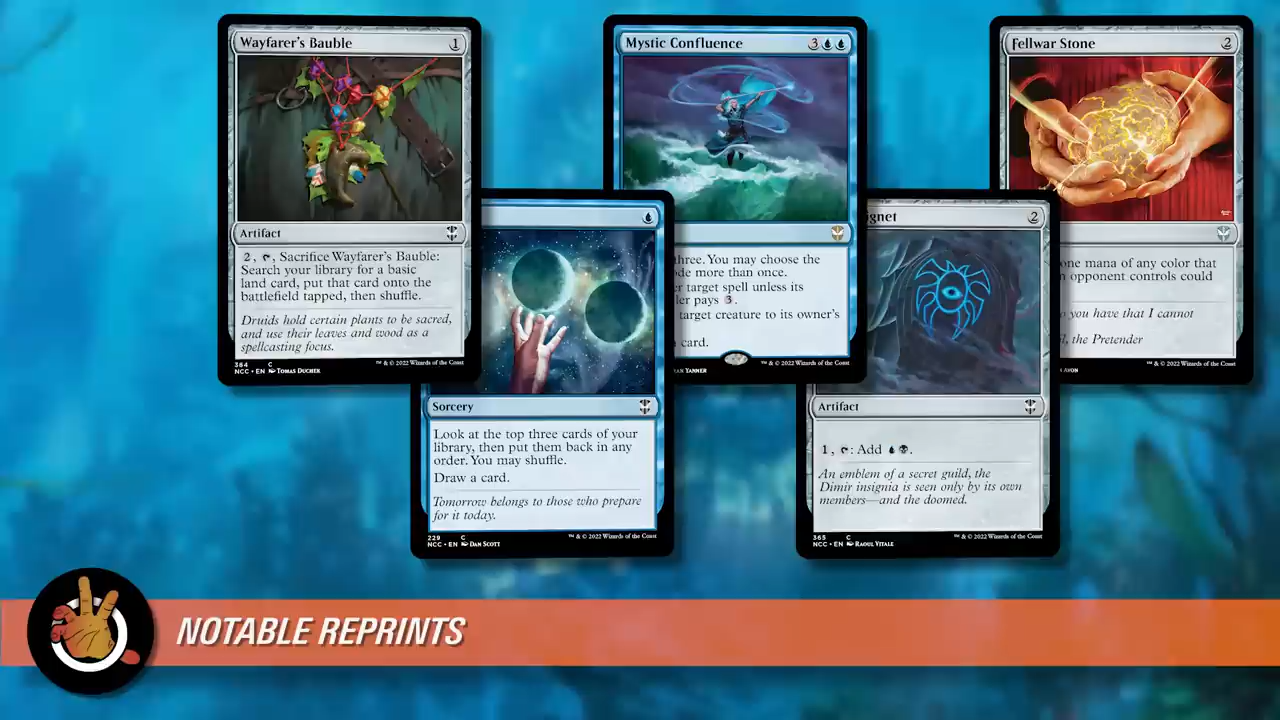 Wayfarer's Bauble 1
Artifact
2, , Sacrifice Wayfarer's Bauble:
Search your library for a basic
land card, put that card onto the
battlefield tapped, then shuffle.
Druids hold certain plants to be sacred,
and use their leaves and wood as a
spellcasting focus.
364 C
NCC • EN Tomas Duchek
™ & © 2022 Wizards of the Coast
Sorcery
Look at the top three cards of your
library, then put them back in any
order. You may shuffle.
Draw a card.
Tomorrow belongs to those who prepare
for it today.
229 C
NCC • EN Dan Scott
™ & © 2022 Wizards of the Coast
Mystic Confluence 3
three. You may choose the
de more than once.
er target spell unless its
ler pays 3.
target creature to its owner's
card.
™ & © 2022 Wizards of the Coast
ignet 2
Artifact
1, : Add .
An emblem of a secret guild, the
Dimir insignia is seen only by its own
members—and the doomed.
365 C
NCC • EN Raoul Vitale
™ & © 2022 Wizards of the Coast
Fellwar Stone 2
one mana of any color that
opponent controls could
you have that I cannot
, the Pretender
™ & © 2022 Wizards of the Coast
NOTABLE REPRINTS